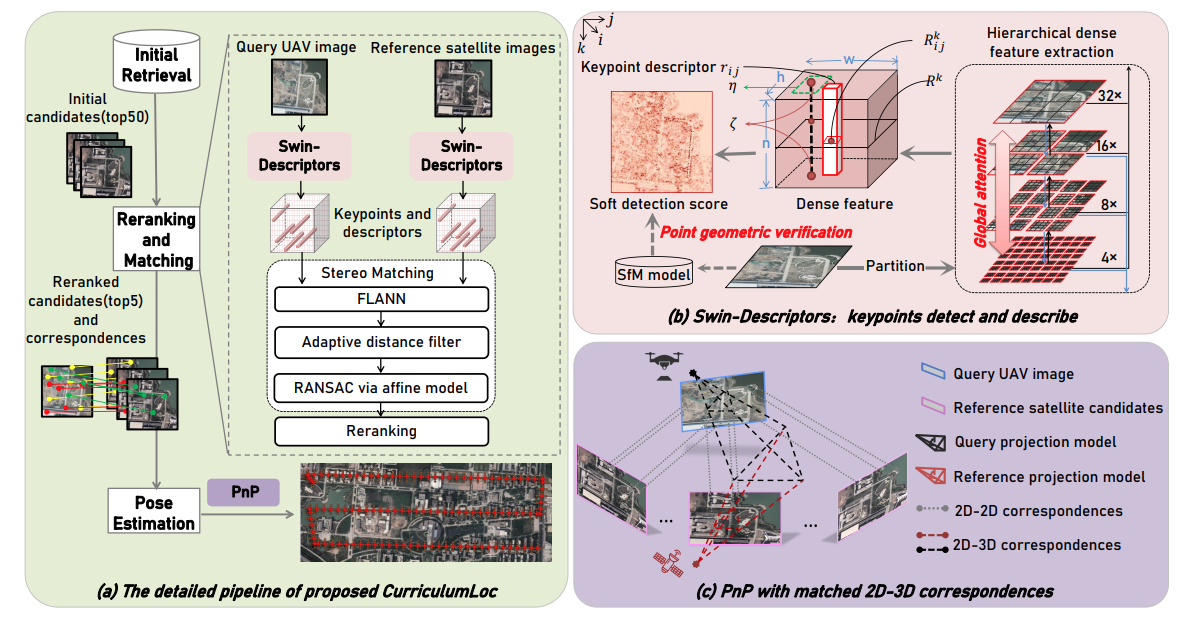 Initial
Retrieval
Initial
candidates(top50)
Reranking
and
Matching
Reranked
candidates(top5)
and
correspondences
Pose
Estimation
PnP
Query UAV image
Reference satellite images
Swin-
Descriptors
Swin-
Descriptors
Keypoints and
descriptors
Stereo Matching
FLANN
Adaptive distance filter
RANSAC via affine model
Reranking
(a) The detailed pipeline of proposed CurriculumLoc
j
i
k
Keypoint descriptor r_{ij}
η
ζ
h
w
n
R_{ij}^k
R^k
Soft detection score
Dense feature
Hierarchical dense
feature extraction
32×
16×
8×
4×
Global attention
Point geometric verification
SfM model
Partition
(b) Swin-Descriptors: keypoints detect and describe
Query UAV image
Reference satellite candidates
Query projection model
Reference projection model
2D-2D correspondences
2D-3D correspondences
...
...
(c) PnP with matched 2D-3D correspondences